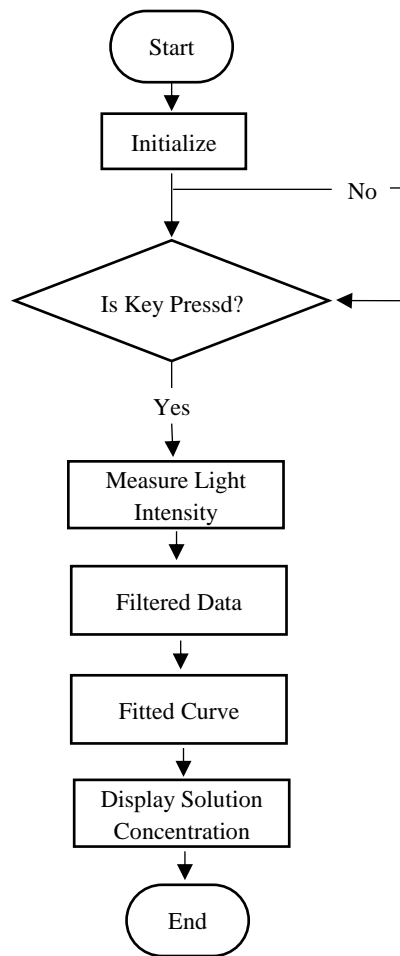 Start
Initialize
No
Is Key Pressd?
Yes
Measure Light
Intensity
Filtered Data
Fitted Curve
Display Solution
Concentration
End